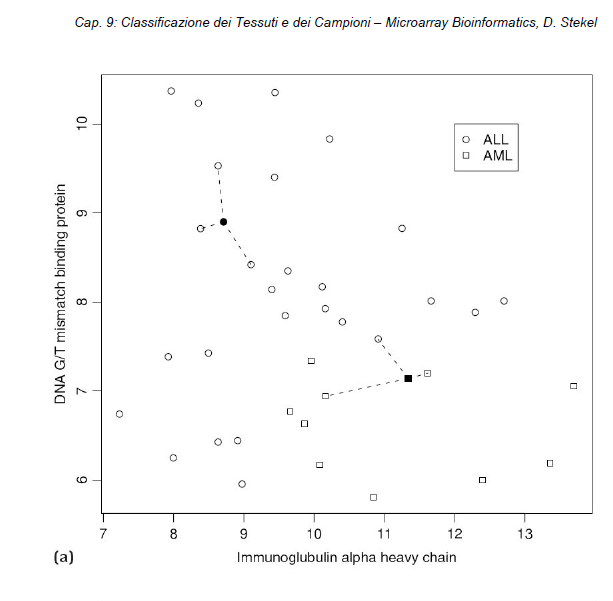 Cap. 9: Classificazione dei Tessuti e dei Campioni – Microarray Bioinformatics, D. Stekel
ALL
AML
DNA G/T mismatch binding protein
10
9
8
7
6
7 8 9 10 11 12 13
(a)
Immunoglubulin alpha heavy chain